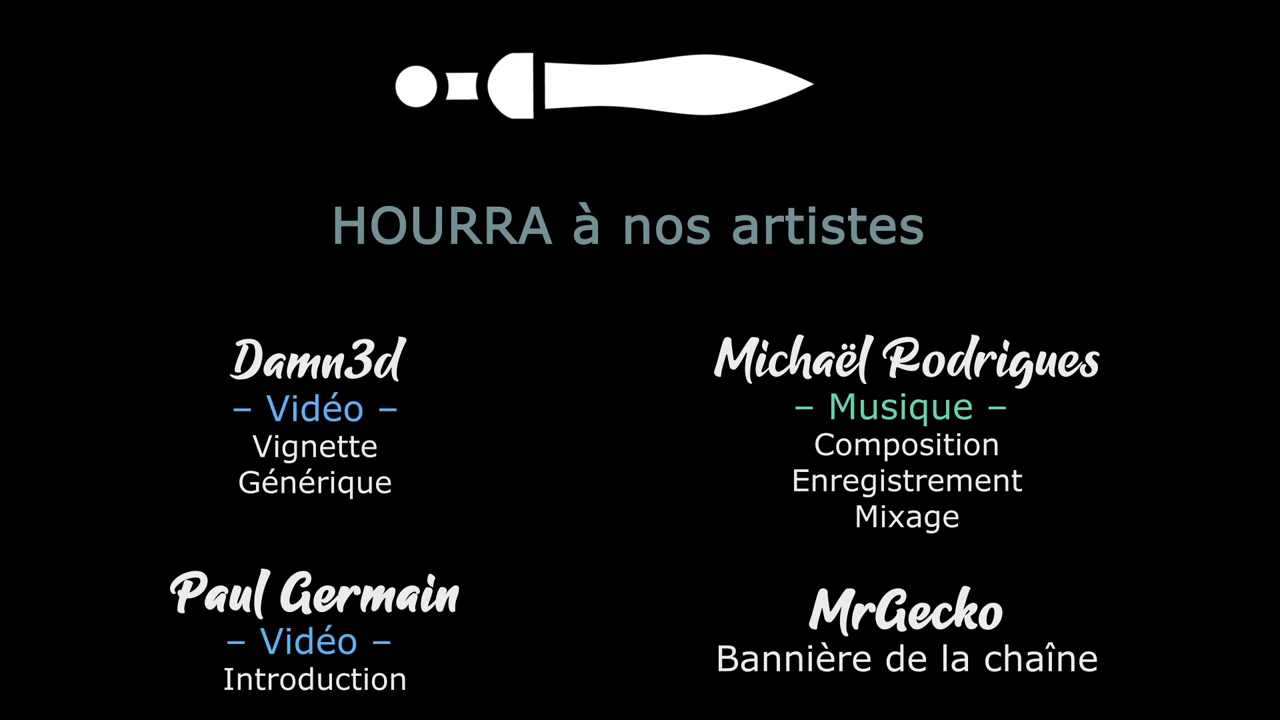 HOURRA à nos artistes
Damn3d
– Vidéo –
Vignette
Générique
Michaël Rodrigues
– Musique –
Composition
Enregistrement
Mixage
Paul Germain
– Vidéo –
Introduction
MrGecko
Bannière de la chaîne